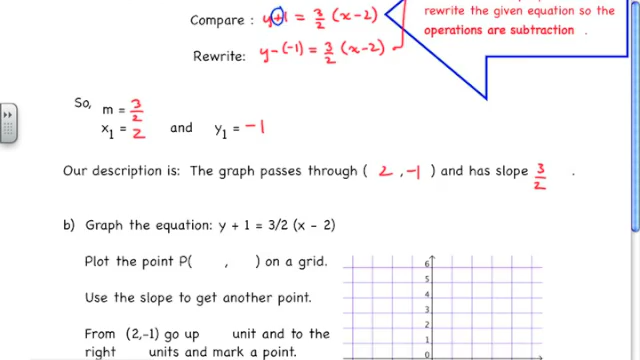 rewrite the given equation so the
operations are subtraction .
Compare : y+1 = 3/2 (x-2)
Rewrite: y-(-1) = 3/2 (x-2)
So,
m = 3/2
x₁ = 2 and y₁ = -1
Our description is: The graph passes through ( 2 , -1 ) and has slope 3/2 .
b) Graph the equation: y + 1 = 3/2 (x - 2)
Plot the point P( , ) on a grid.
Use the slope to get another point.
From (2,-1) go up unit and to the
right units and mark a point.
6
5
4
3
2
1
0